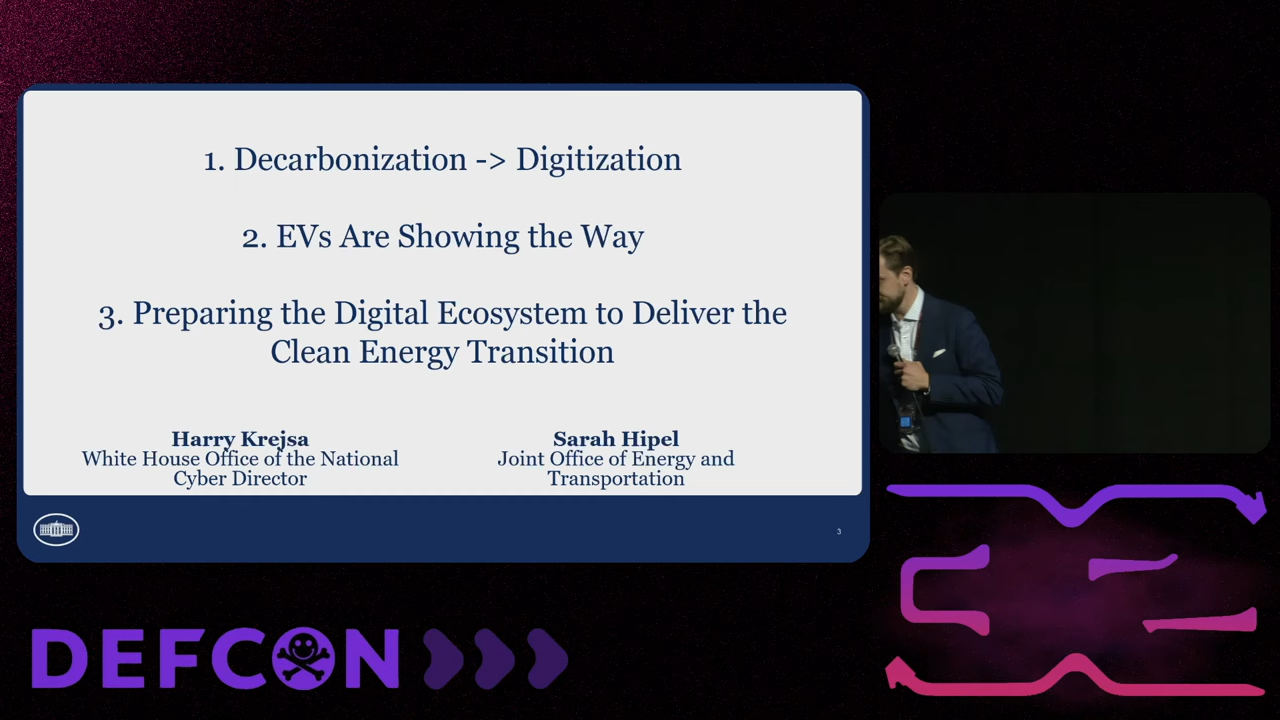 1. Decarbonization -> Digitization
2. EVs Are Showing the Way
3. Preparing the Digital Ecosystem to Deliver the
Clean Energy Transition
Harry Krejsa
White House Office of the National
Cyber Director
Sarah Hipel
Joint Office of Energy and
Transportation
3
DEFCON